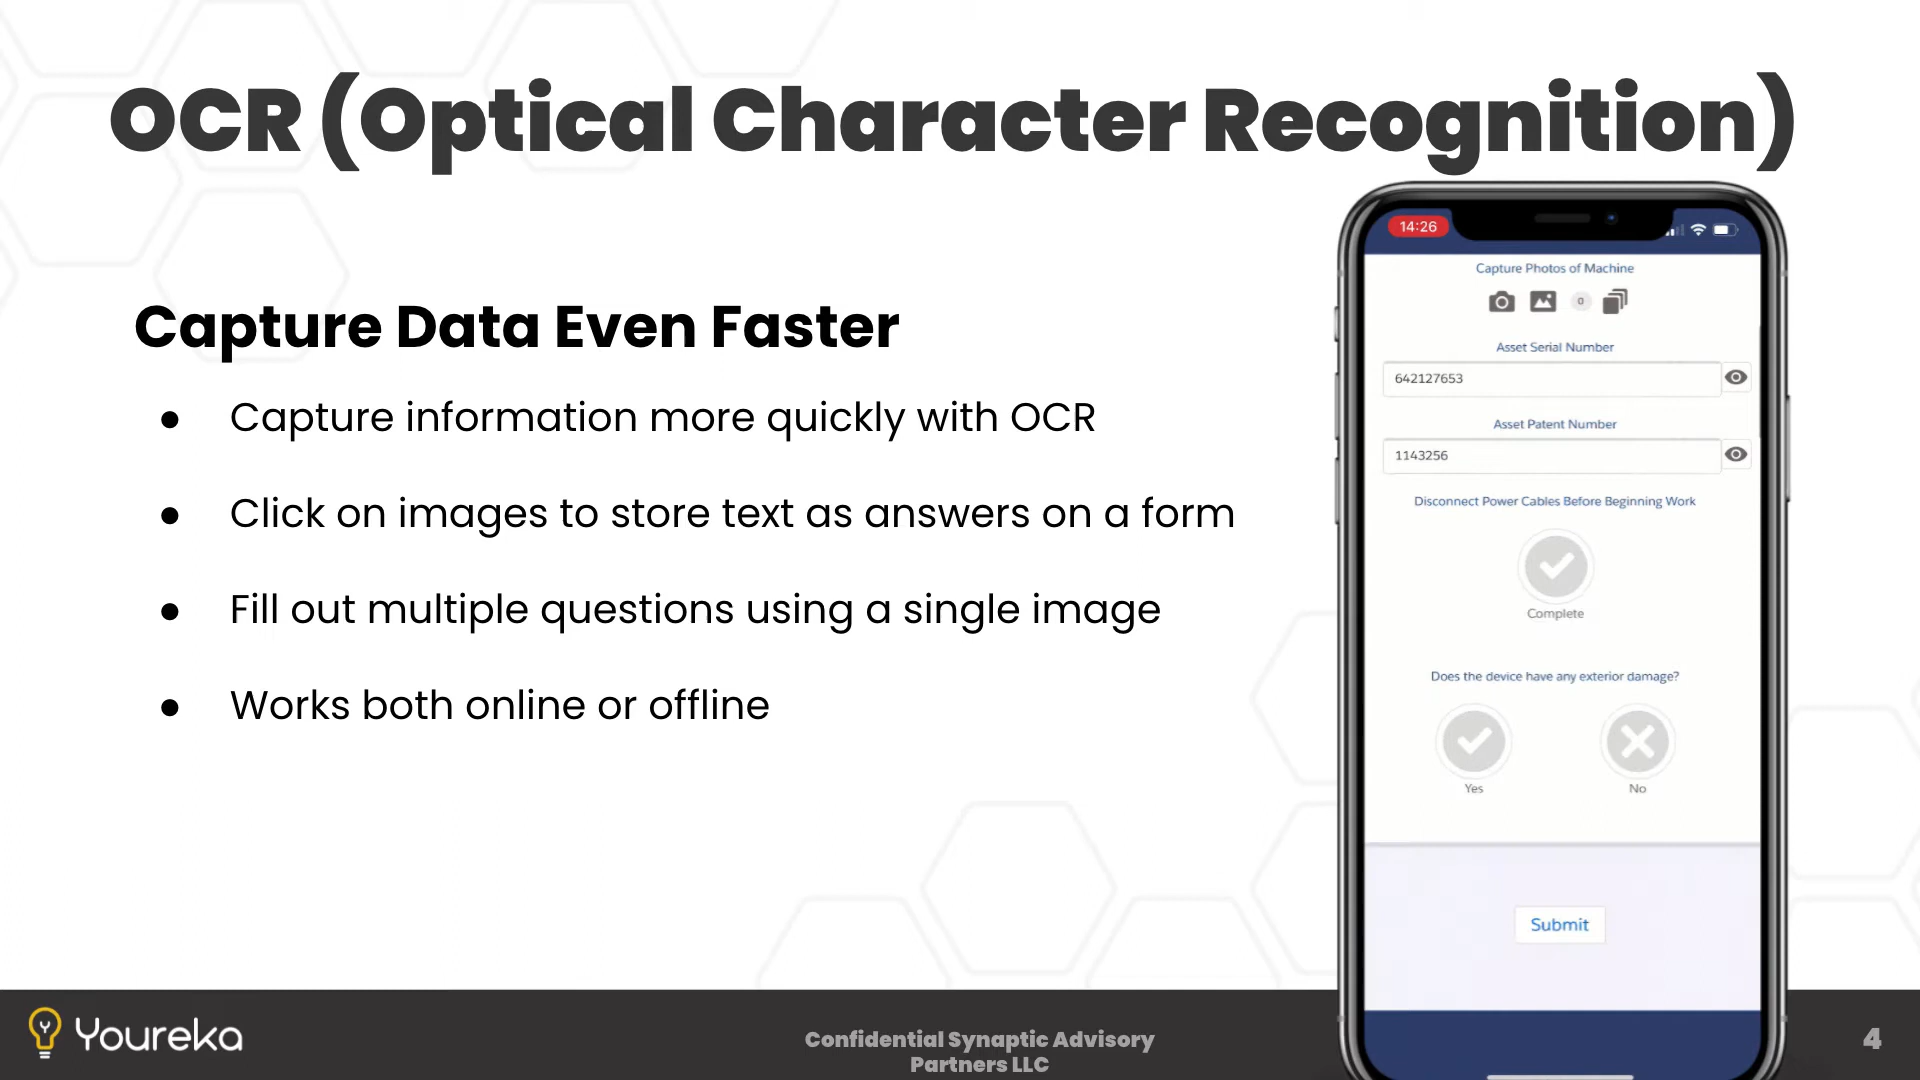 OCR (Optical Character Recognition)
Capture Data Even Faster
● Capture information more quickly with OCR
● Click on images to store text as answers on a form
● Fill out multiple questions using a single image
● Works both online or offline
14:26
Capture Photos of Machine
0
Asset Serial Number
642127653
Asset Patent Number
1143256
Disconnect Power Cables Before Beginning Work
Complete
Does the device have any exterior damage?
Yes No
Submit
Youreka
Confidential Synaptic Advisory
Partners LLC
4